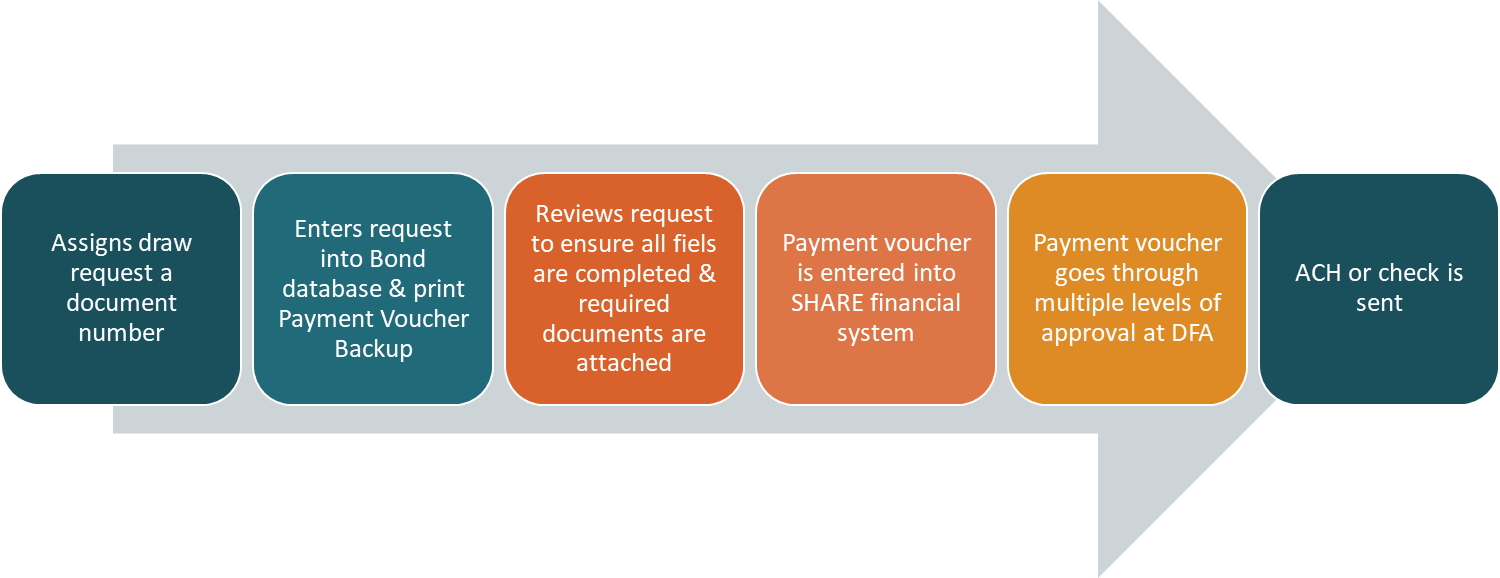 Assigns draw
request a
document
number
Enters request
into Bond
database & print
Payment Voucher
Backup
Reviews request
to ensure all fiels
are completed &
required
documents are
attached
Payment voucher
is entered into
SHARE financial
system
Payment voucher
goes through
multiple levels of
approval at DFA
ACH or check is
sent